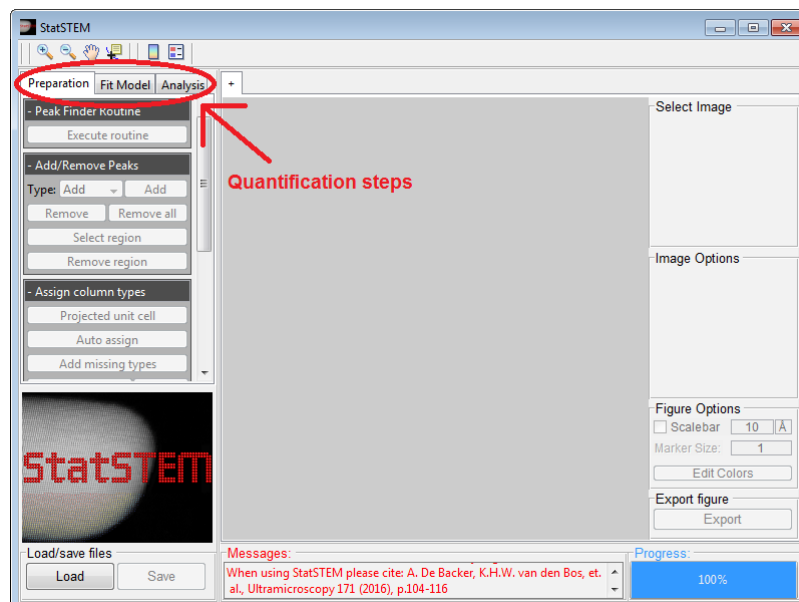 StatSTEM
Preparation Fit Model Analysis +
- Peak Finder Routine
Execute routine
- Add/Remove Peaks
Type: Add Add
Remove Remove all
Select region
Remove region
- Assign column types
Projected unit cell
Auto assign
Add missing types
Quantification steps
Select Image
Image Options
Figure Options
Scalebar 10 Å
Marker Size: 1
Edit Colors
Export figure
Export
StatSTEM
Load/save files
Load Save
Messages:
When using StatSTEM please cite: A. De Backer, K.H.W. van den Bos, et.
al., Ultramicroscopy 171 (2016), p.104-116
Progress:
100%